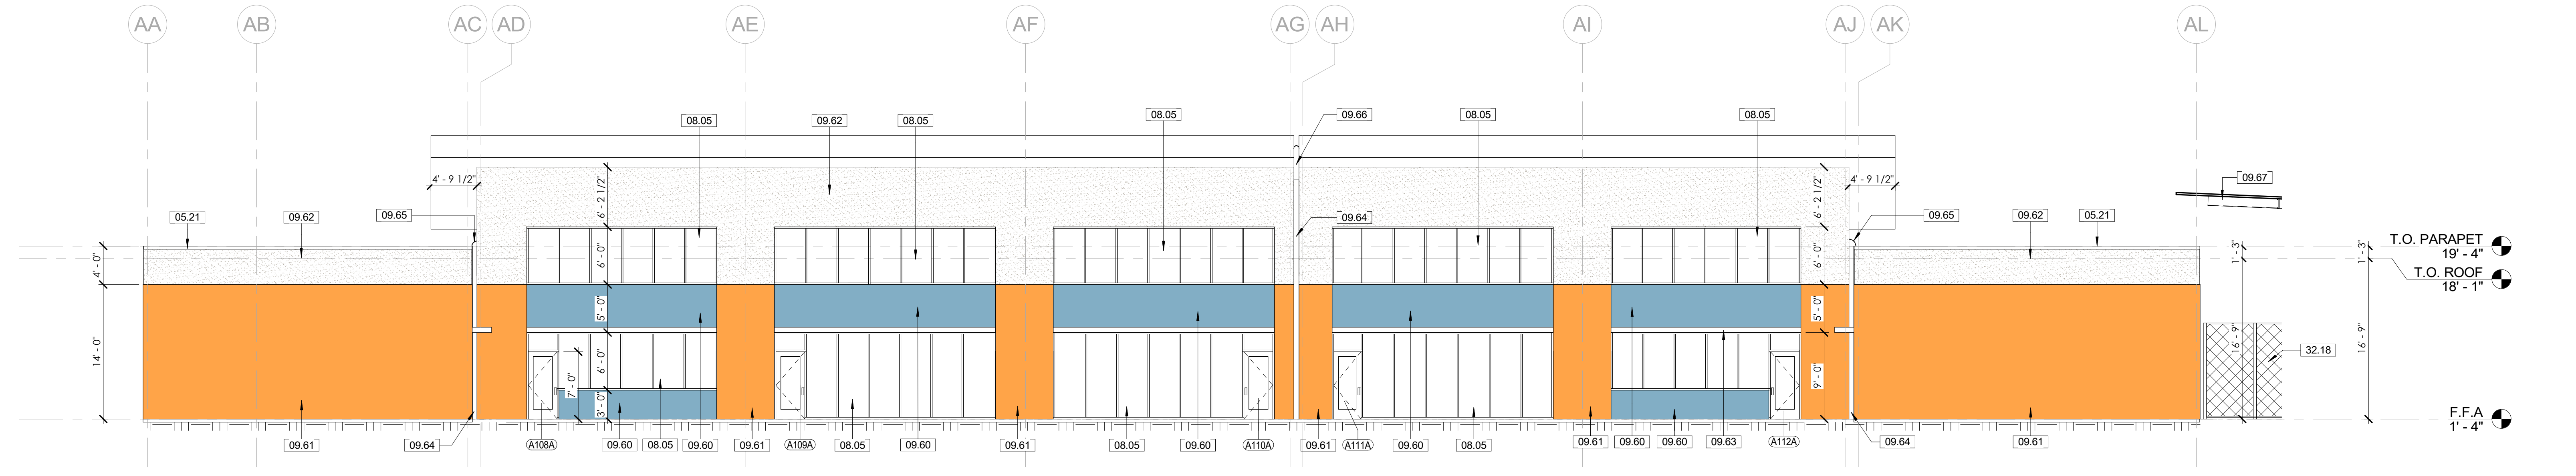 AA
AB
AC
AD
AE
AF
AG
AH
AI
AJ
AK
AL
08.05
09.62
08.05
08.05
09.66
08.05
08.05
4' - 9 1/2"
6' - 2 1/2"
6' - 2 1/2"
4' - 9 1/2"
09.67
05.21
09.62
09.65
09.64
09.65
09.62
05.21
T.O. PARAPET
19' - 4"
T.O. ROOF
18' - 1"
4' - 0"
6' - 0"
6' - 0"
1' - 3"
1' - 3"
14' - 0"
5' - 0"
5' - 0"
6' - 0"
7' - 0"
3' - 0"
9' - 0"
16' - 9"
16' - 9"
32.18
F.F.A
1' - 4"
09.61
09.64
A108A
09.60
08.05
09.60
09.61
A109A
08.05
09.60
09.61
08.05
09.60
A110A
09.61
A111A
09.60
08.05
09.61
09.60
09.60
09.63
A112A
09.64
09.61